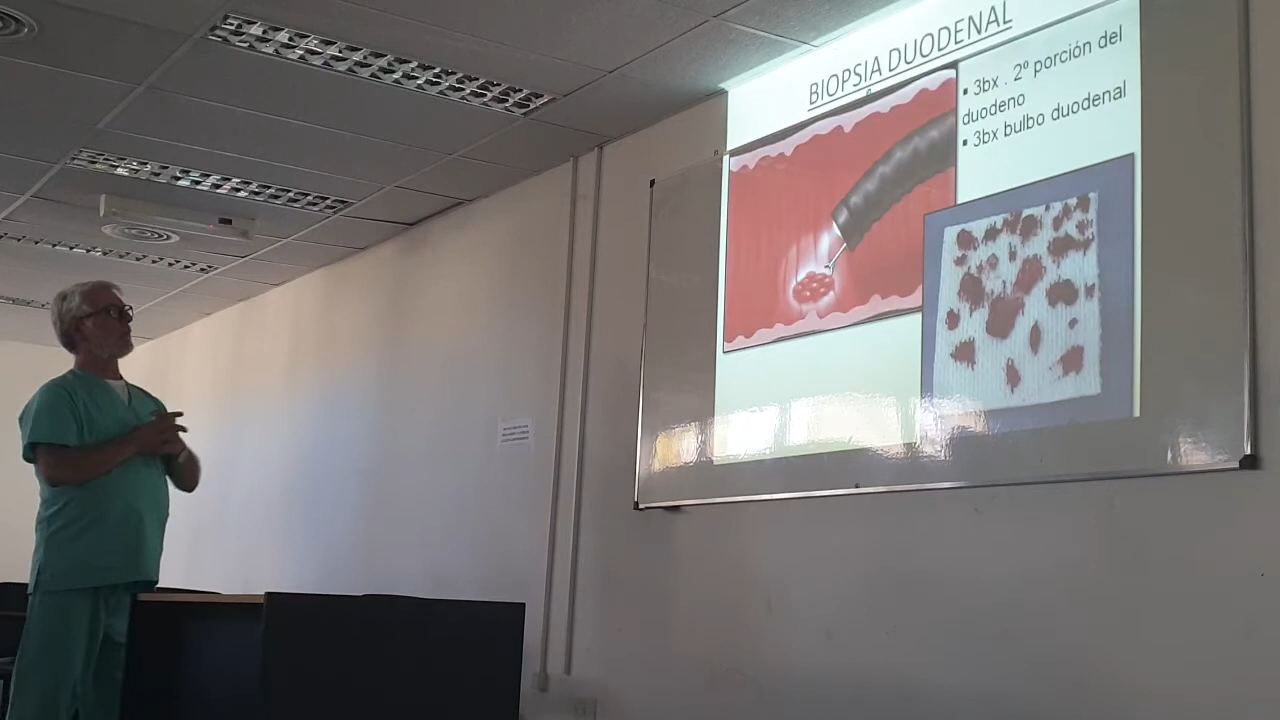 BIOPSIA DUODENAL
▪ 3bx . 2º porción del
duodeno
▪ 3bx bulbo duodenal